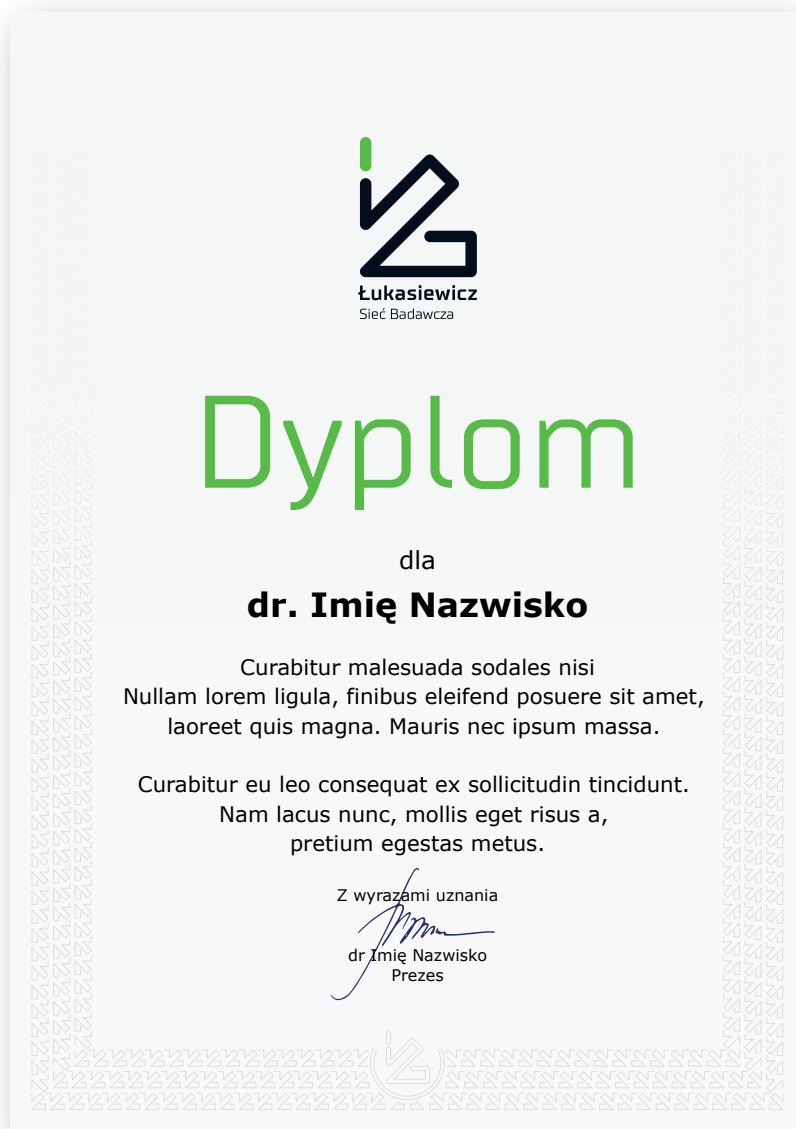 Łukasiewicz
Sieć Badawcza
Dyplom
dla
dr. Imię Nazwisko
Curabitur malesuada sodales nisi
Nullam lorem ligula, finibus eleifend posuere sit amet,
laoreet quis magna. Mauris nec ipsum massa.
Curabitur eu leo consequat ex sollicitudin tincidunt.
Nam lacus nunc, mollis eget risus a,
pretium egestas metus.
Z wyrazami uznania
dr Imię Nazwisko
Prezes